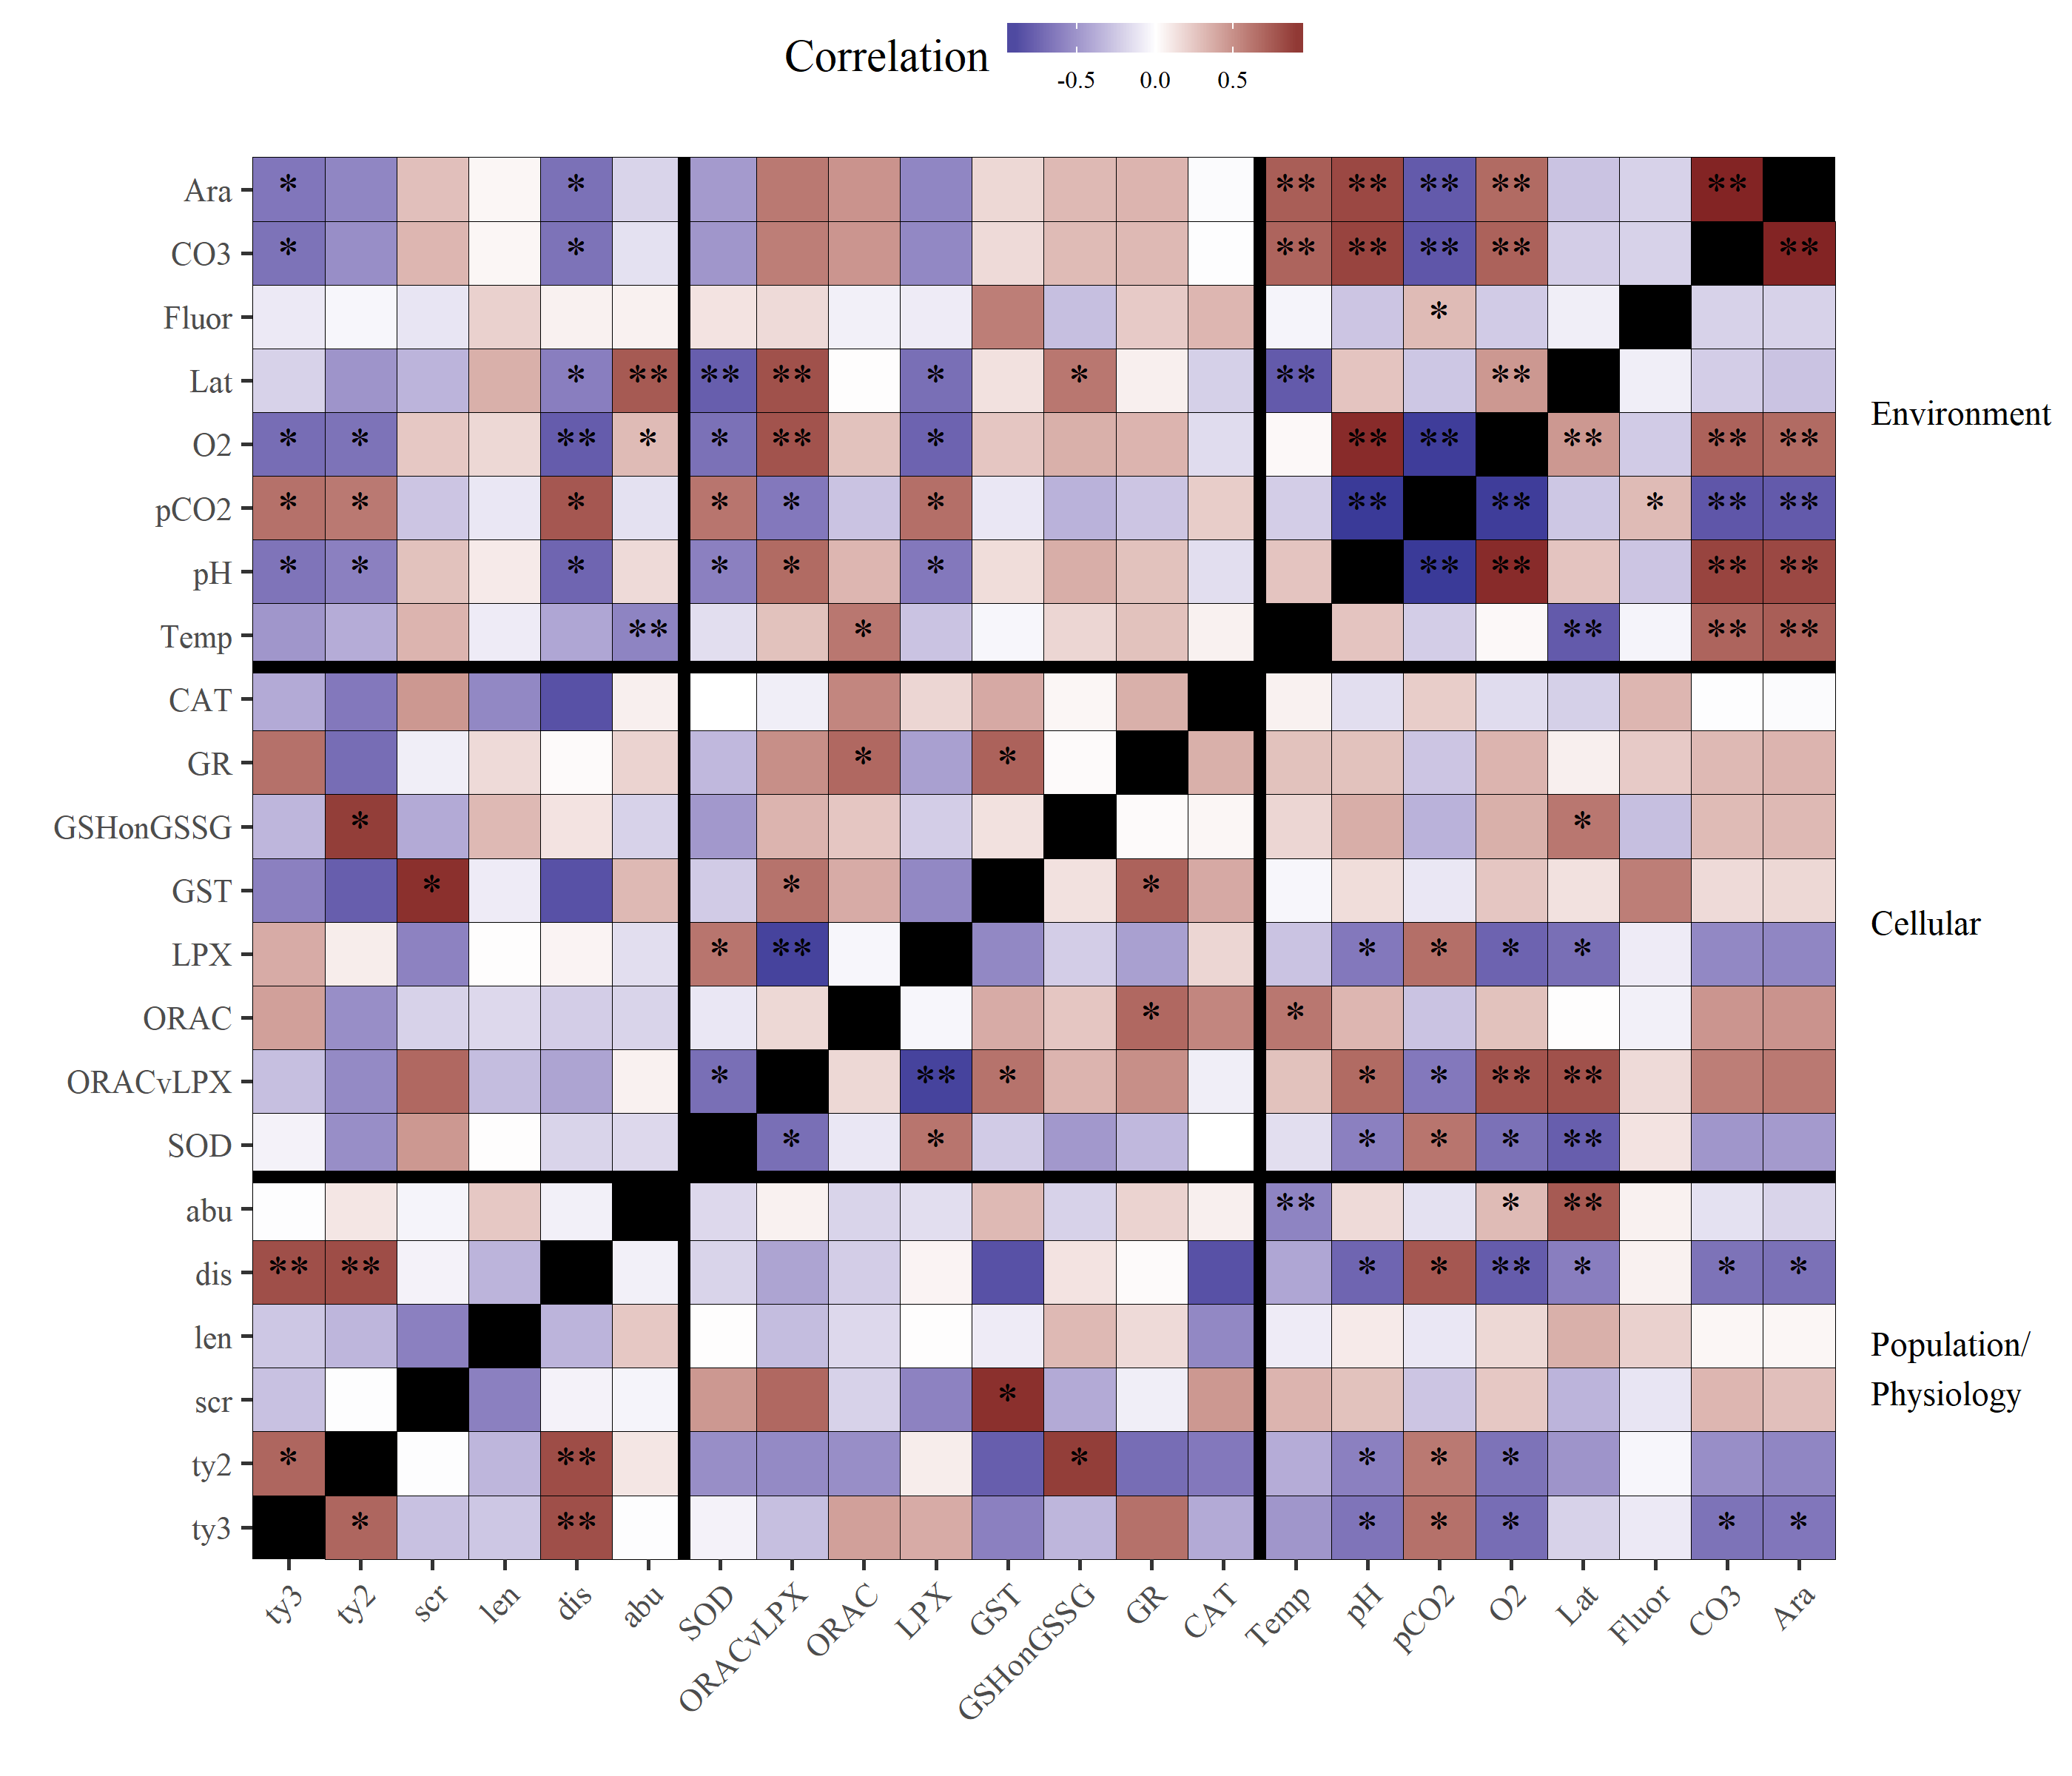 Correlation
-0.5 0.0 0.5
Ara * * ** ** ** ** **
CO3 * * ** ** ** ** **
Fluor *
Lat * ** ** ** * * ** **
Environment
O2 * * ** * * ** * ** ** ** ** **
pCO2 * * * * * * ** ** * ** **
pH * * * * * * ** ** ** **
Temp ** * ** ** **
CAT
GR * *
GSHonGSSG * *
GST * * *
Cellular
LPX * ** * * * *
ORAC * *
ORACvLPX * ** * * * ** **
SOD * * * * * **
abu ** * **
dis ** ** * * ** * * *
len
Population/
Physiology
scr *
ty2 * ** * * * *
ty3 * ** * * * * *
ty3 ty2 scr len dis abu SOD ORACvLPX ORAC LPX GST GSHonGSSG GR CAT Temp pH pCO2 O2 Lat Fluor CO3 Ara